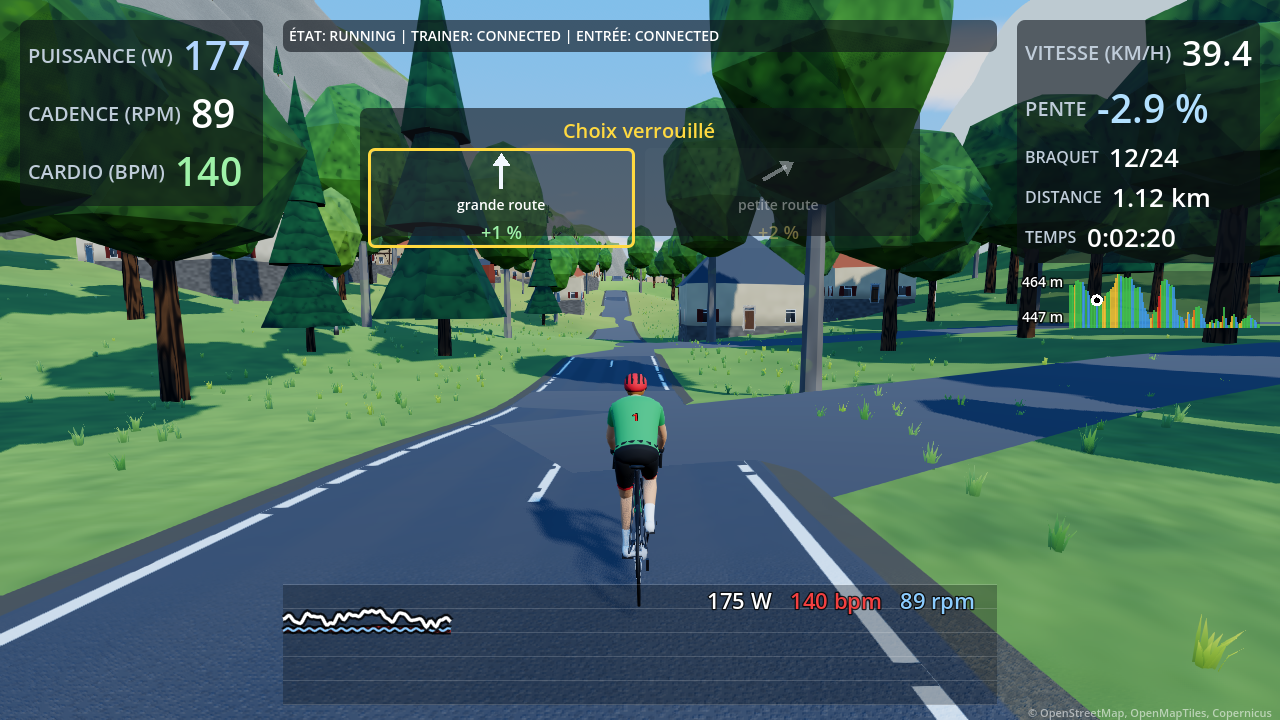 PUISSANCE (W) 177
CADENCE (RPM) 89
CARDIO (BPM) 140
ÉTAT: RUNNING | TRAINER: CONNECTED | ENTRÉE: CONNECTED
Choix verrouillé
grande route
+1 %
petite route
+2 %
VITESSE (KM/H) 39.4
PENTE -2.9 %
BRAQUET 12/24
DISTANCE 1.12 km
TEMPS 0:02:20
464 m
447 m
1
175 W 140 bpm 89 rpm
© OpenStreetMap, OpenMapTiles, Copernicus